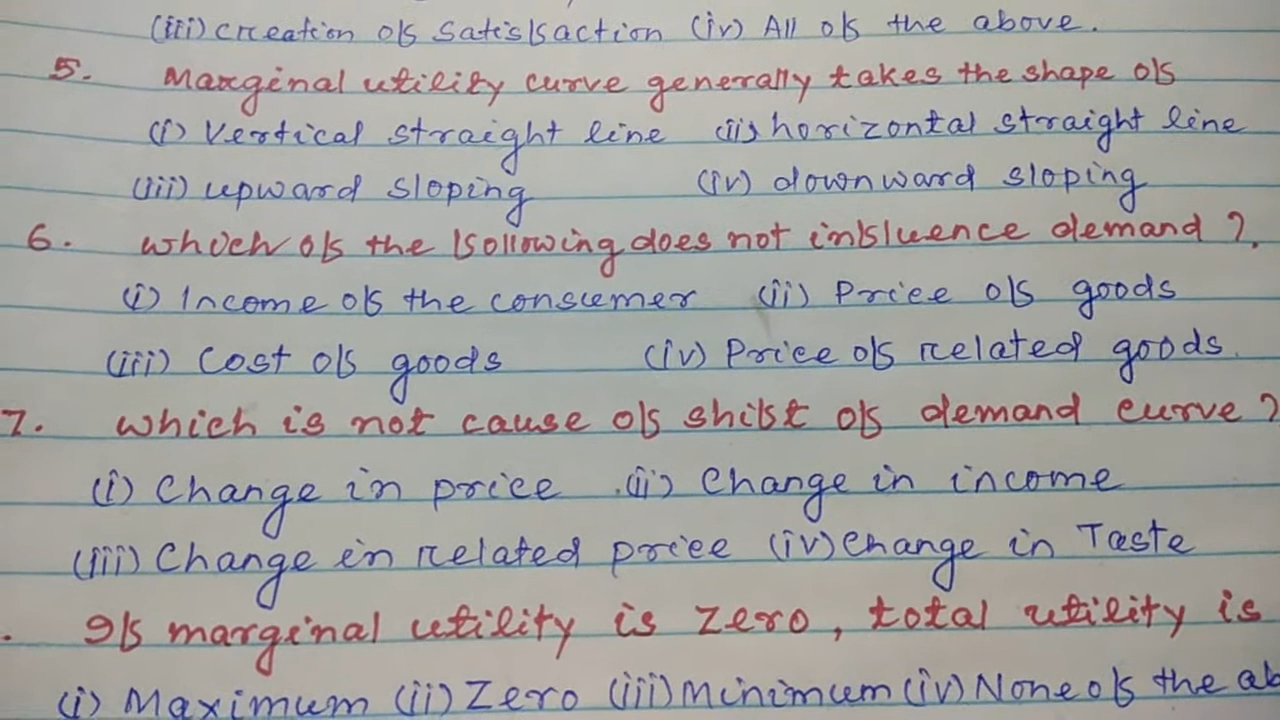 (iii) creation of satisfaction (iv) All of the above.
5. Marginal utility curve generally takes the shape of
(i) Vertical straight line (ii) horizontal straight line
(iii) upward sloping (iv) downward sloping
6. which of the following does not influence demand ?
(i) Income of the consumer (ii) Price of goods
(iii) Cost of goods (iv) Price of related goods.
7. which is not cause of shift of demand curve ?
(i) Change in price (ii) Change in income
(iii) Change in related price (iv) change in Taste
. If marginal utility is zero, total utility is
(i) Maximum (ii) Zero (iii) Minimum (iv) None of the ab